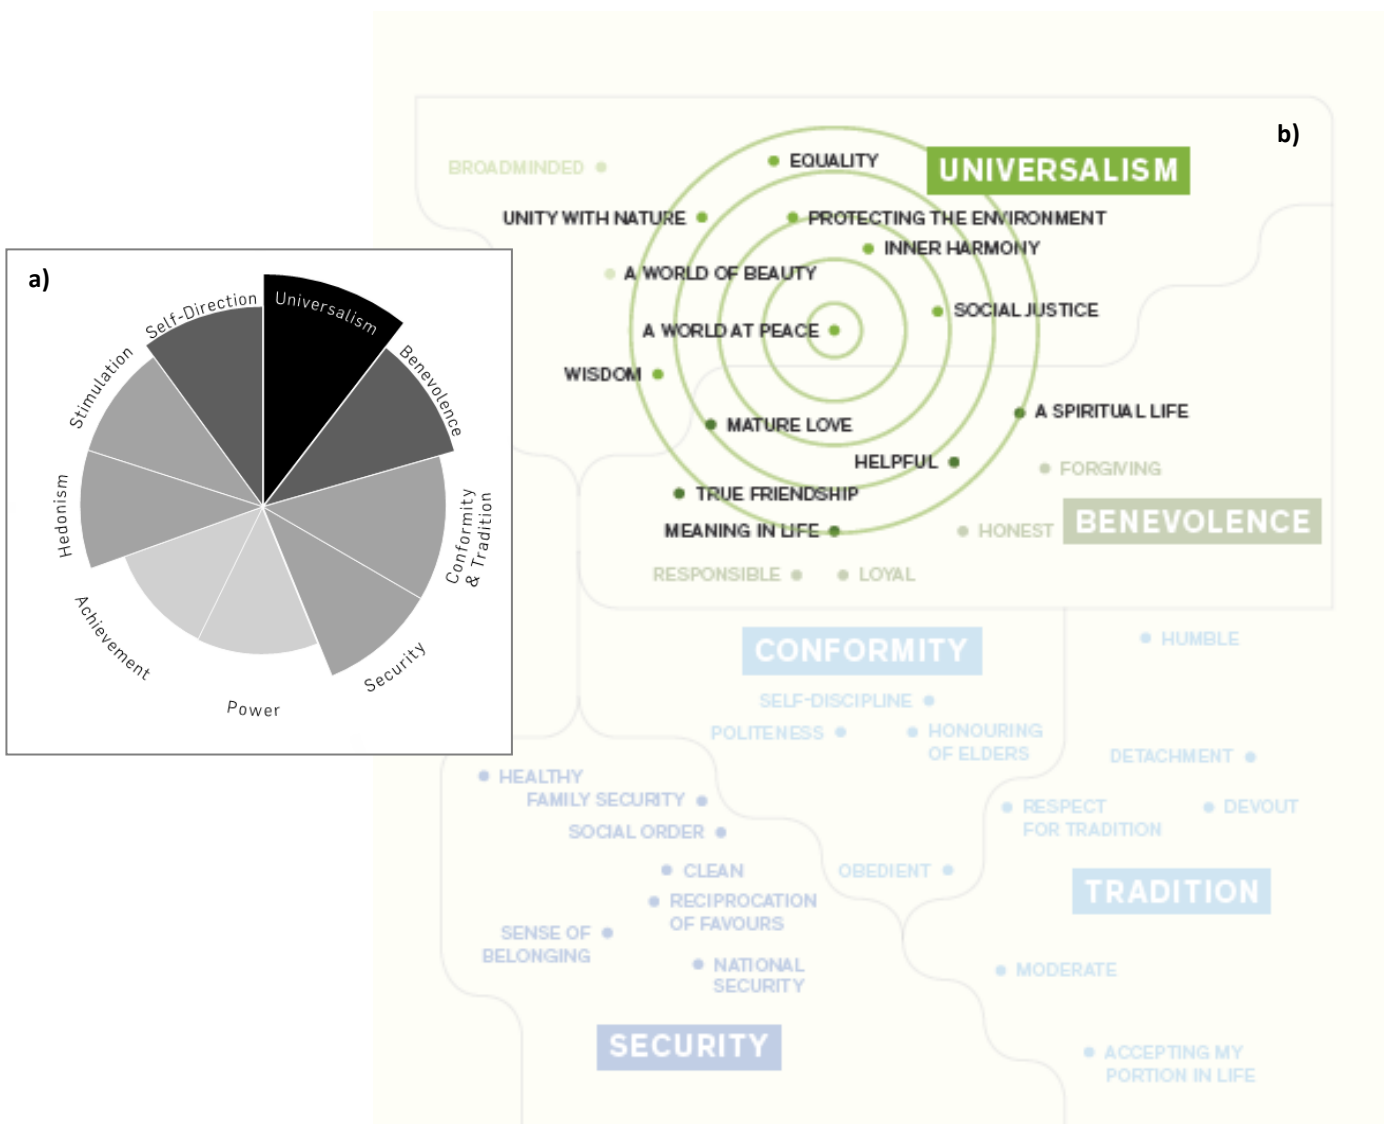 a)
Self-Direction
Universalism
Stimulation
Benevolence
Hedonism
Conformity
& Tradition
Achievement
Security
Power
b)
BROADMINDED
EQUALITY
UNIVERSALISM
UNITY WITH NATURE
PROTECTING THE ENVIRONMENT
INNER HARMONY
A WORLD OF BEAUTY
SOCIAL JUSTICE
A WORLD AT PEACE
WISDOM
A SPIRITUAL LIFE
MATURE LOVE
HELPFUL
FORGIVING
TRUE FRIENDSHIP
BENEVOLENCE
MEANING IN LIFE
HONEST
RESPONSIBLE
LOYAL
CONFORMITY
HUMBLE
SELF-DISCIPLINE
POLITENESS
HONOURING
OF ELDERS
DETACHMENT
HEALTHY
FAMILY SECURITY
RESPECT
FOR TRADITION
DEVOUT
SOCIAL ORDER
CLEAN
OBEDIENT
TRADITION
RECIPROCATION
OF FAVOURS
SENSE OF
BELONGING
NATIONAL
SECURITY
MODERATE
SECURITY
ACCEPTING MY
PORTION IN LIFE